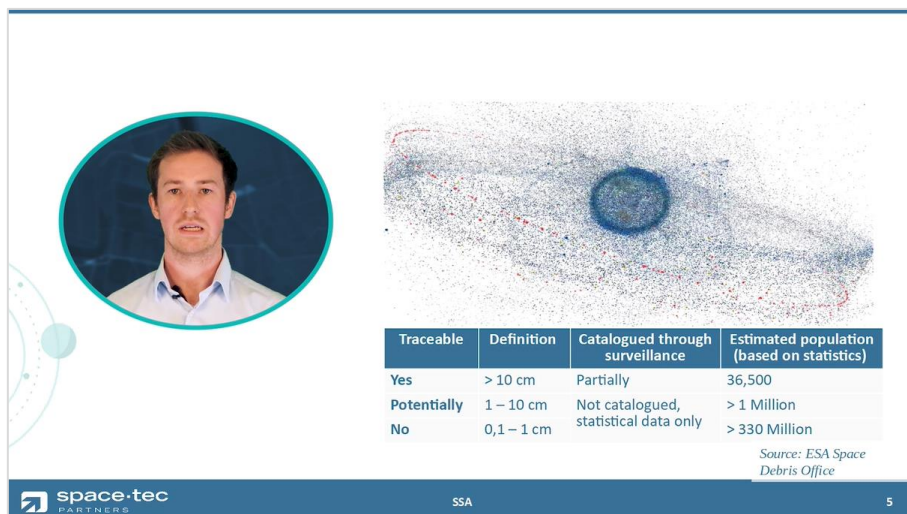 Traceable Definition Catalogued through surveillance Estimated population (based on statistics)
Yes > 10 cm Partially 36,500
Potentially 1 – 10 cm Not catalogued, statistical data only > 1 Million
No 0,1 – 1 cm > 330 Million
Source: ESA Space
Debris Office
space·tec
PARTNERS
SSA
5